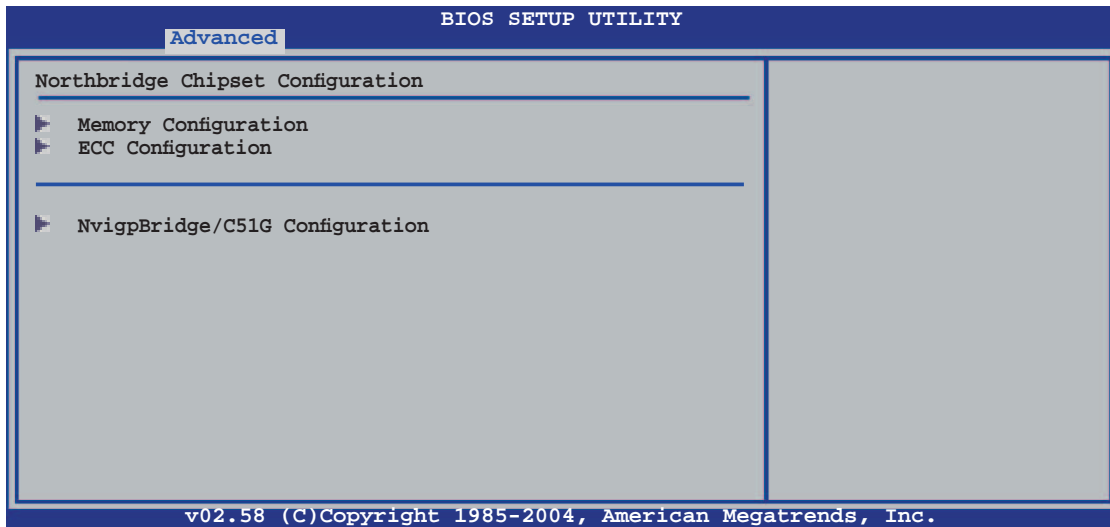 BIOS SETUP UTILITY
Advanced
Northbridge Chipset Configuration
Memory Configuration
ECC Configuration
NvigpBridge/C51G Configuration
v02.58 (C)Copyright 1985-2004, American Megatrends, Inc.